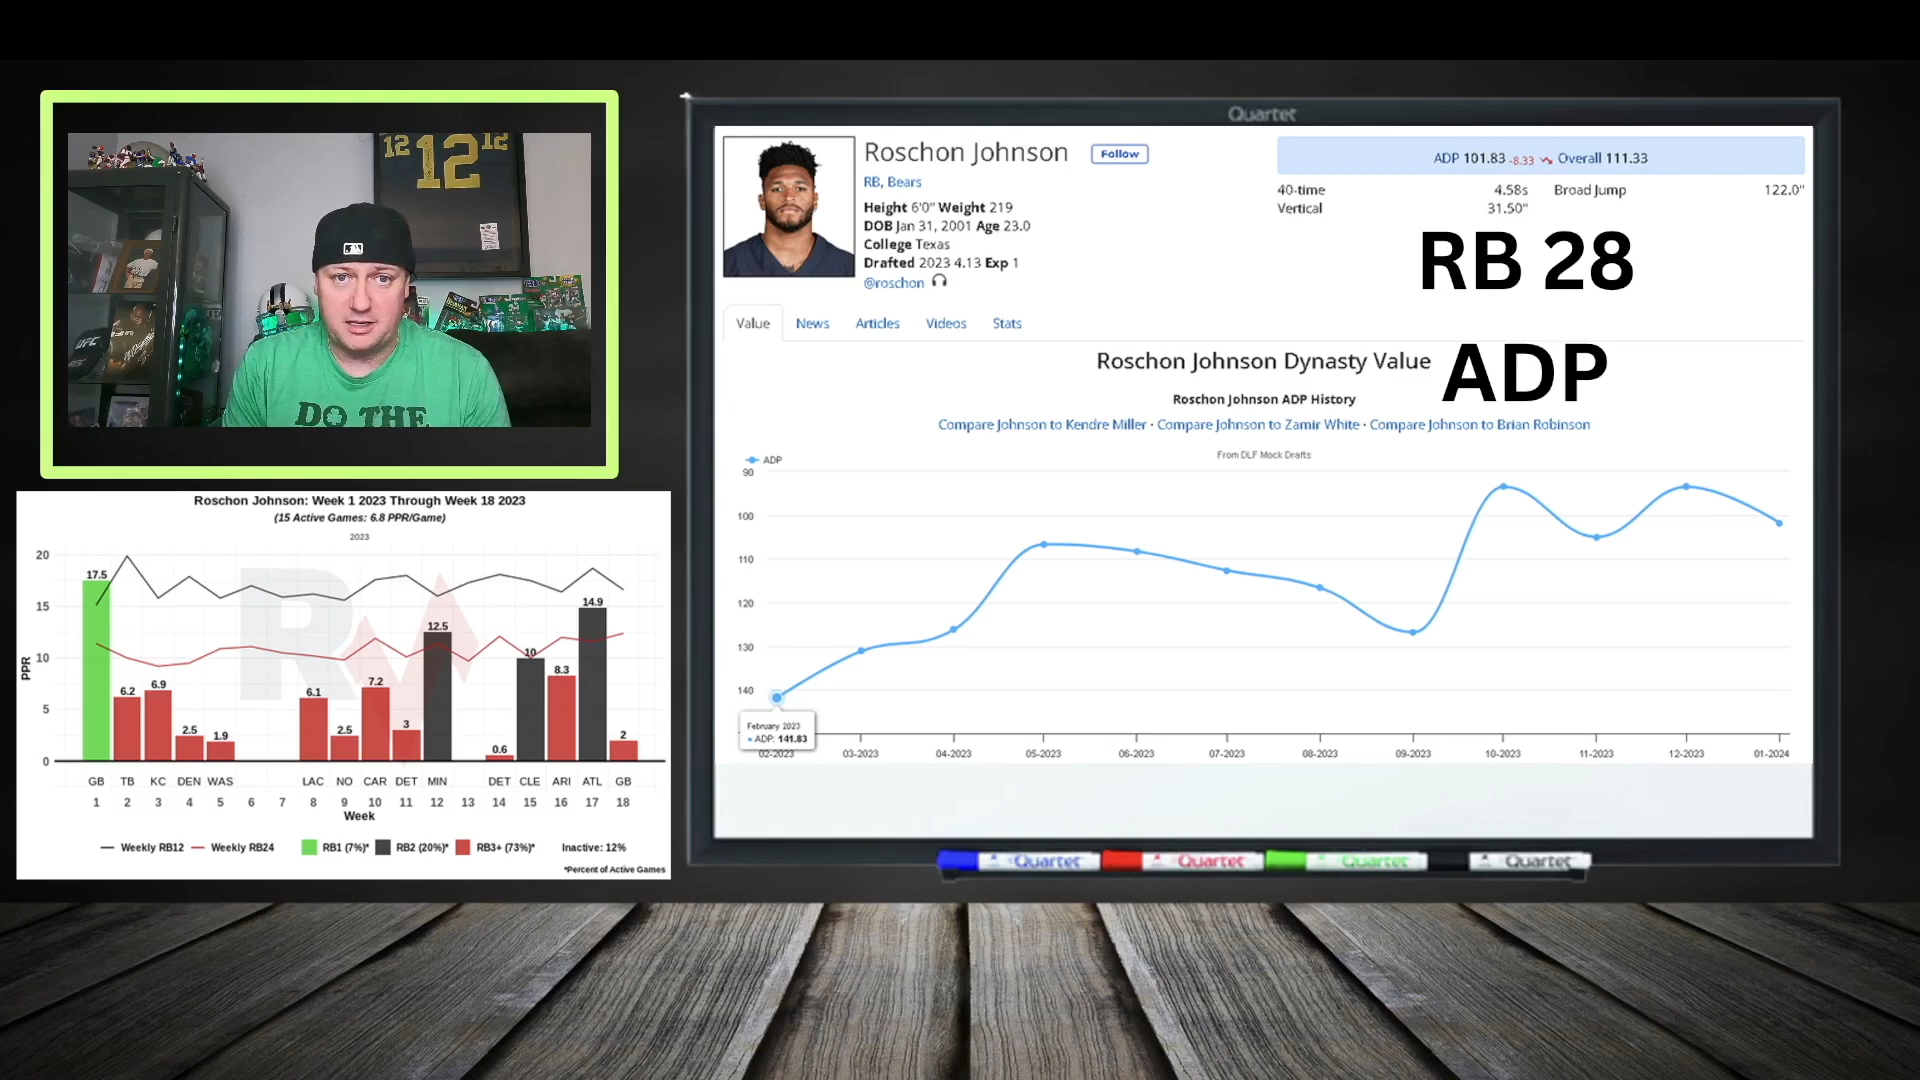 12 12 12
UFC
DO THE
Roschon Johnson: Week 1 2023 Through Week 18 2023
(15 Active Games: 6.8 PPR/Game)
2023
PPR
20
15
10
5
0
17.5
6.2
6.9
2.5
1.9
6.1
2.5
7.2
3
12.5
0.6
10
8.3
14.9
2
GB TB KC DEN WAS LAC NO CAR DET MIN DET CLE ARI ATL GB
1 2 3 4 5 6 7 8 9 10 11 12 13 14 15 16 17 18
Week
Weekly RB12 Weekly RB24 RB1 (7%)* RB2 (20%)* RB3+ (73%)* Inactive: 12%
*Percent of Active Games
Quartet
Roschon Johnson Follow
RB, Bears
Height 6'0" Weight 219
DOB Jan 31, 2001 Age 23.0
College Texas
Drafted 2023 4.13 Exp 1
@roschon
ADP 101.83 -8.33 Overall 111.33
40-time 4.58s Broad Jump 122.0"
Vertical 31.50"
RB 28
ADP
Value News Articles Videos Stats
Roschon Johnson Dynasty Value
Roschon Johnson ADP History
Compare Johnson to Kendre Miller · Compare Johnson to Zamir White · Compare Johnson to Brian Robinson
From DLF Mock Drafts
ADP
90
100
110
120
130
140
February 2023
ADP: 141.83
02-2023 03-2023 04-2023 05-2023 06-2023 07-2023 08-2023 09-2023 10-2023 11-2023 12-2023 01-2024
Quartet Quartet Quartet Quartet